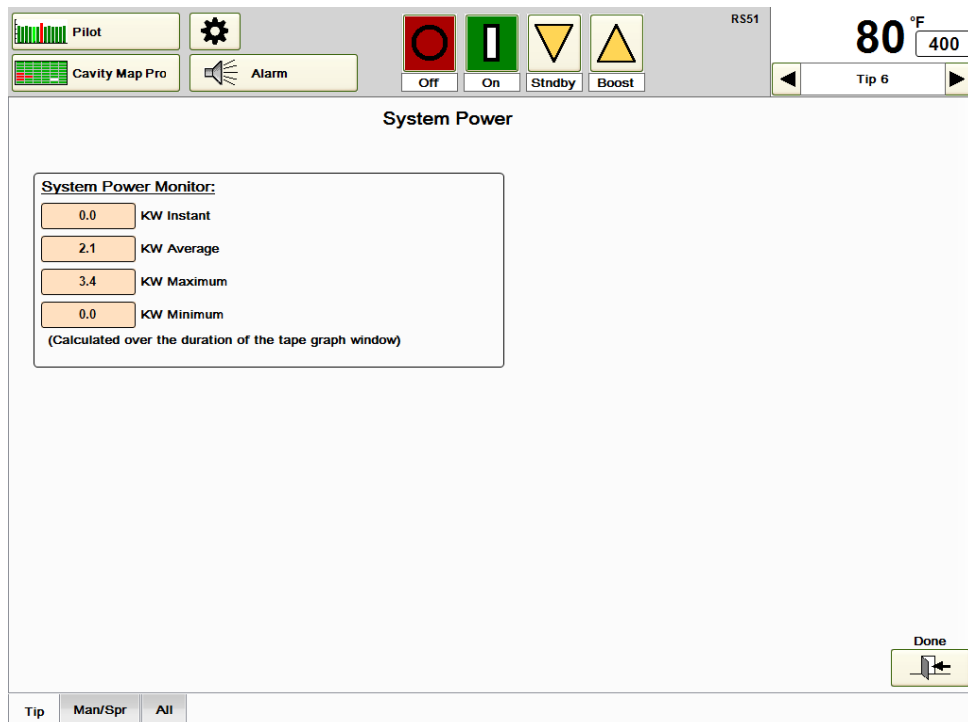 Pilot
Cavity Map Pro
Alarm
Off
On
Stndby
Boost
RS51
80 °F
400
Tip 6
System Power
System Power Monitor:
0.0 KW Instant
2.1 KW Average
3.4 KW Maximum
0.0 KW Minimum
(Calculated over the duration of the tape graph window)
Done
Tip Man/Spr All